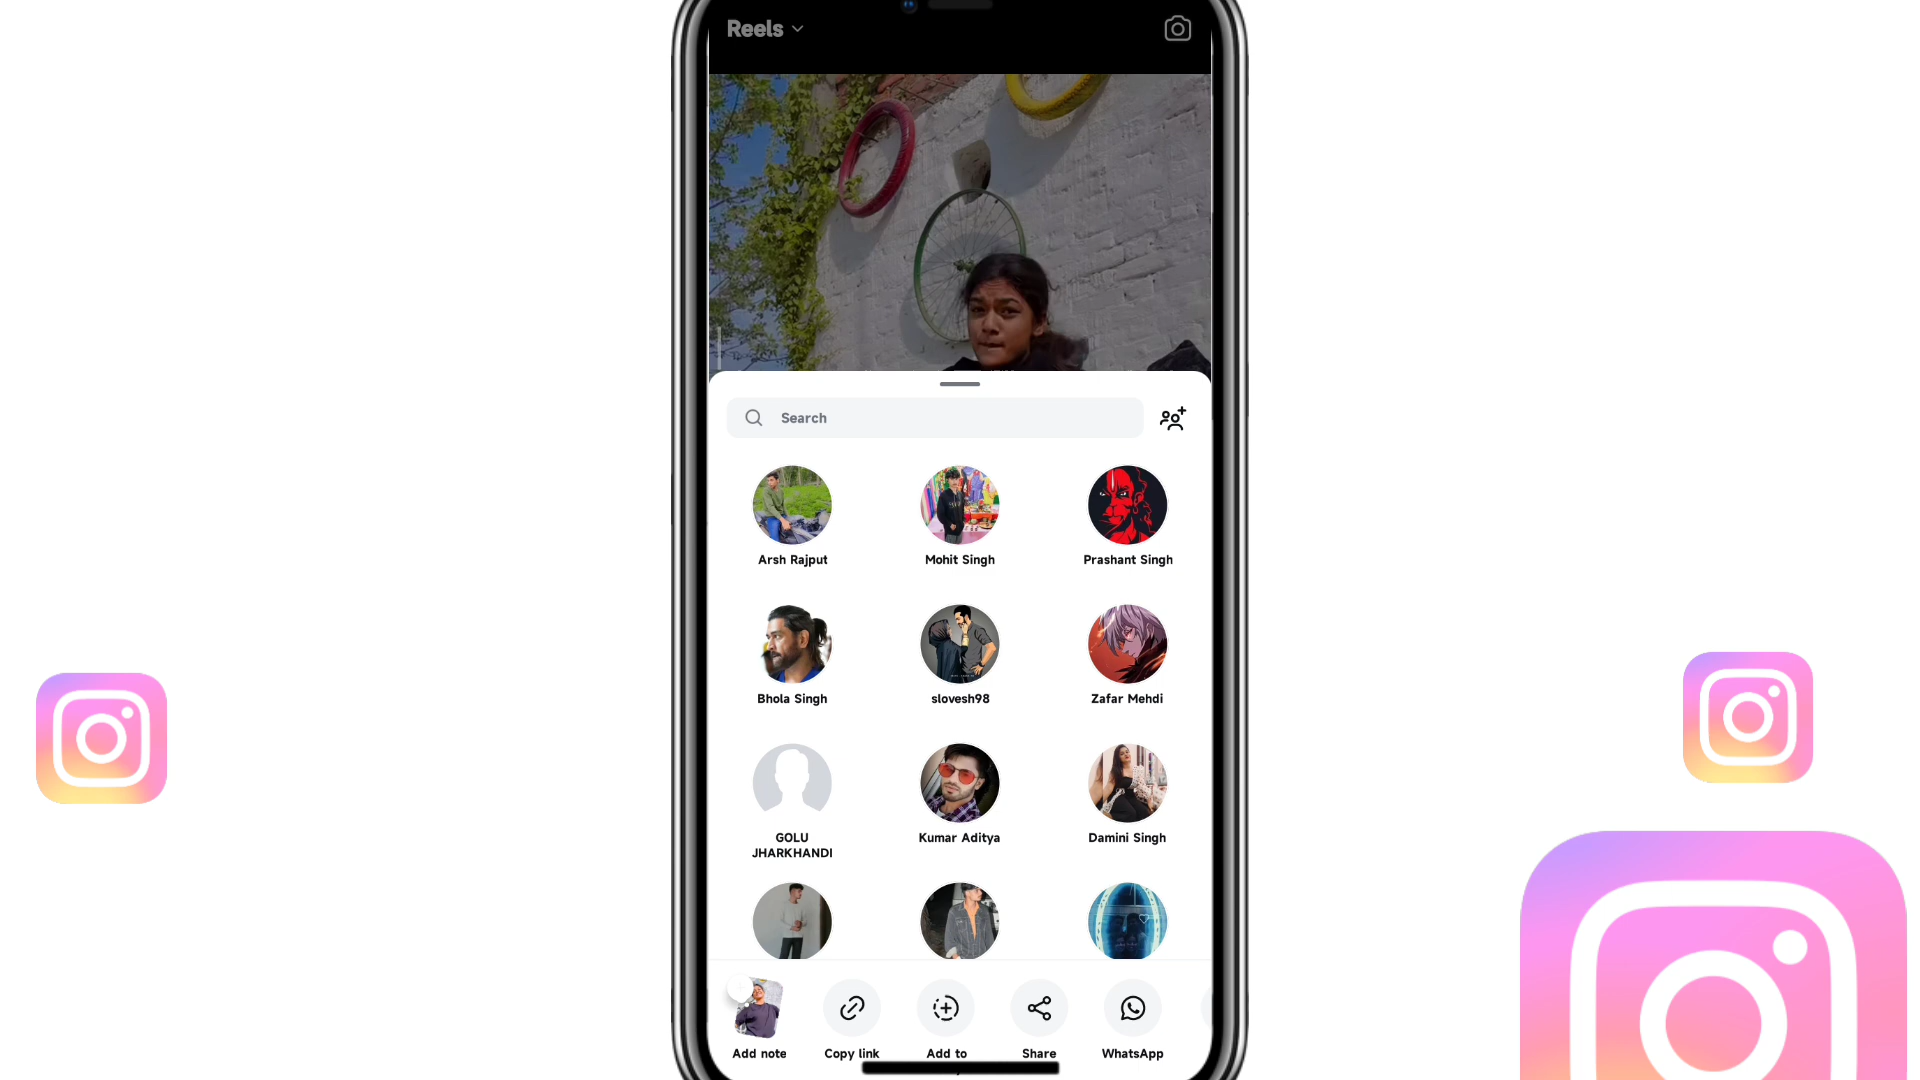 Reels
Search
Arsh Rajput
Mohit Singh
Prashant Singh
Bhola Singh
slovesh98
Zafar Mehdi
GOLU
JHARKHANDI
Kumar Aditya
Damini Singh
Add note
Copy link
Add to
Share
WhatsApp